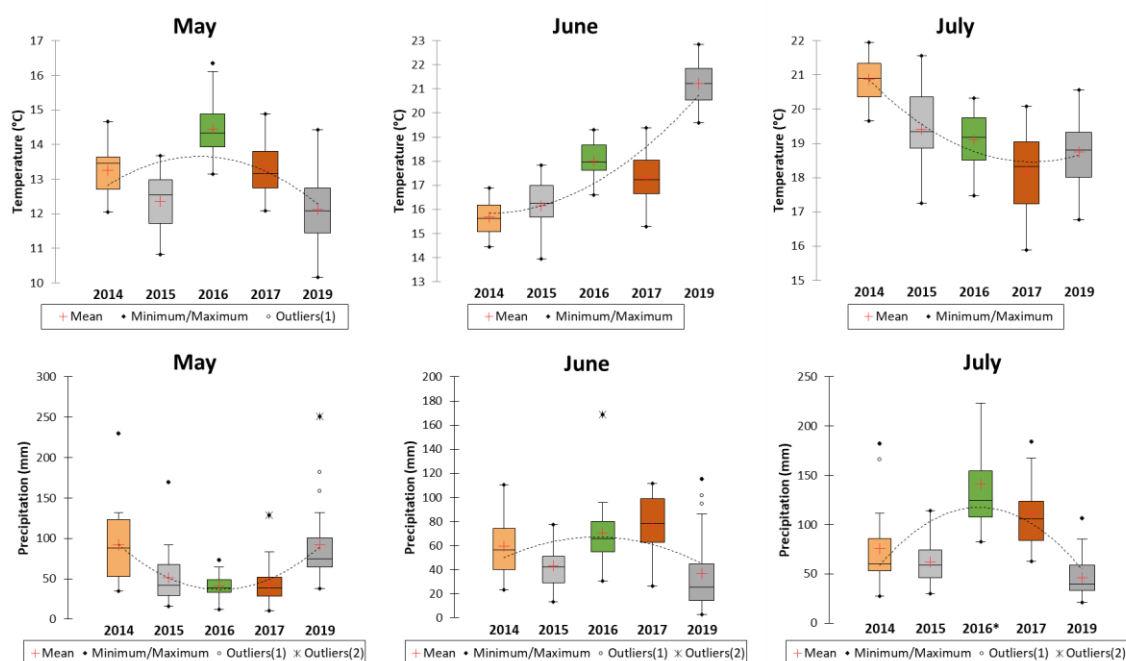 May
Temperature (°C)
17
16
15
14
13
12
11
10
2014 2015 2016 2017 2019
+ Mean • Minimum/Maximum ○ Outliers(1)
June
Temperature (°C)
23
22
21
20
19
18
17
16
15
14
13
2014 2015 2016 2017 2019
+ Mean • Minimum/Maximum
July
Temperature (°C)
22
21
20
19
18
17
16
15
2014 2015 2016 2017 2019
+ Mean • Minimum/Maximum
May
Precipitation (mm)
300
250
200
150
100
50
0
2014 2015 2016 2017 2019
+ Mean • Minimum/Maximum ○ Outliers(1) ж Outliers(2)
June
Precipitation (mm)
200
180
160
140
120
100
80
60
40
20
0
2014 2015 2016 2017 2019
+ Mean • Minimum/Maximum ○ Outliers(1) ж Outliers(2)
July
Precipitation (mm)
250
200
150
100
50
0
2014 2015 2016* 2017 2019
+ Mean • Minimum/Maximum ○ Outliers(1)